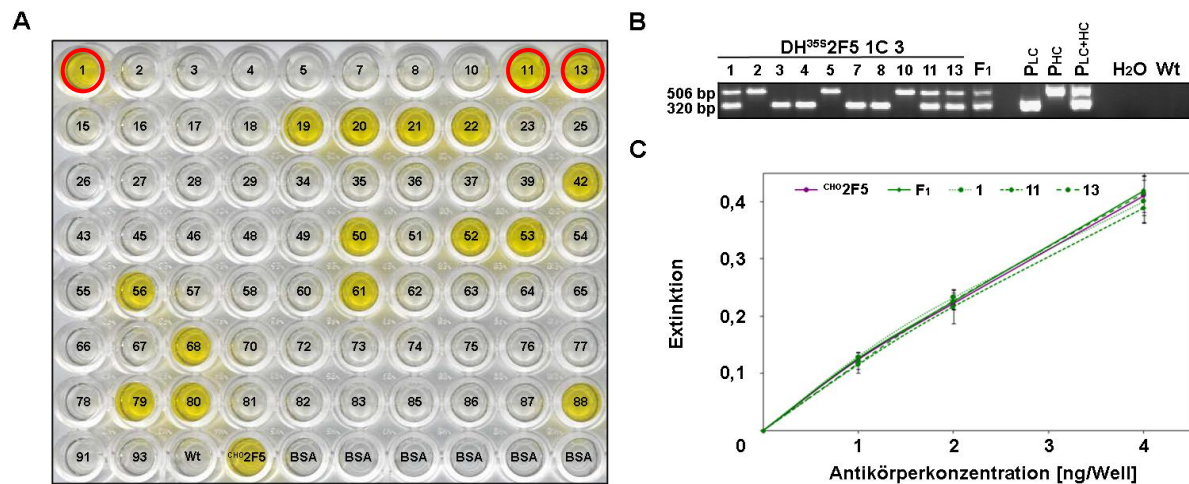 A
1 2 3 4 5 7 8 10 11 13
15 16 17 18 19 20 21 22 23 25
26 27 28 29 34 35 36 37 39 42
43 45 46 48 49 50 51 52 53 54
55 56 57 58 60 61 62 63 64 65
66 67 68 70 72 73 74 75 76 77
78 79 80 81 82 83 85 86 87 88
91 93 Wt CHO2F5 BSA BSA BSA BSA BSA BSA
B
DH35S2F5 1C 3
1 2 3 4 5 7 8 10 11 13 F1 PLC PHC PLC+HC H2O Wt
506 bp
320 bp
C
CHO2F5 F1 1 11 13
0,4
0,3
0,2
0,1
0
1 2 3 4
Extinktion
Antikörperkonzentration [ng/Well]